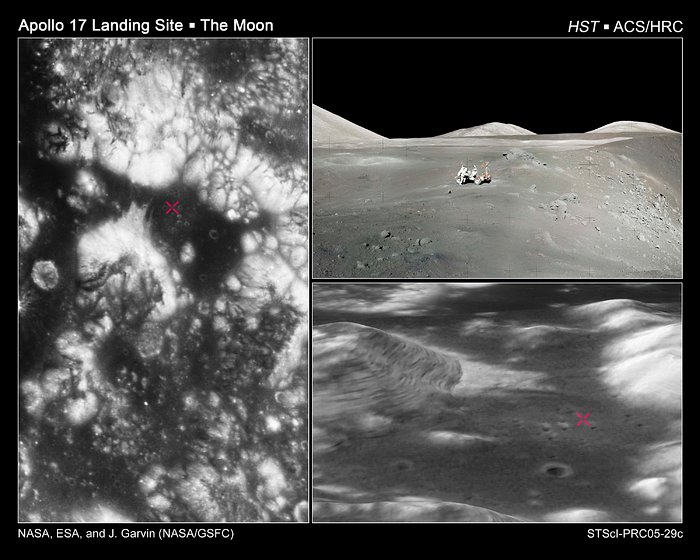 Apollo 17 Landing Site ▪ The Moon
HST ▪ ACS/HRC
NASA, ESA, and J. Garvin (NASA/GSFC)
STScI-PRC05-29c